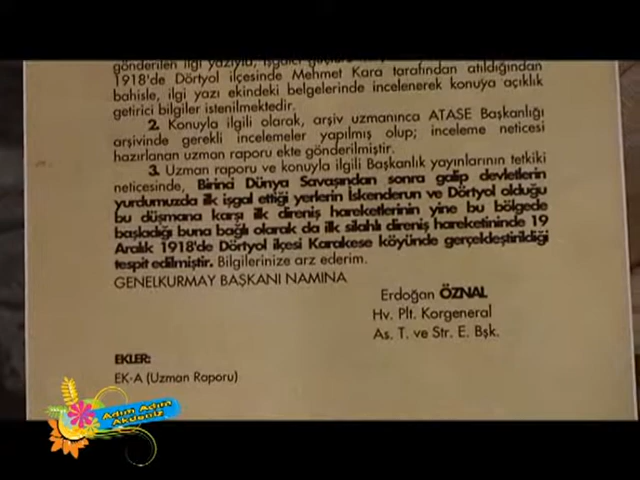 gönderilen ilgi yazıyla, işgalci
1918'de Dörtyol ilçesinde Mehmet Kara tarafından atıldığından
bahisle, ilgi yazı ekindeki belgelerinde incelenerek konuya açıklık
getirici bilgiler istenilmektedir.
2. Konuyla ilgili olarak, arşiv uzmanınca ATASE Başkanlığı
arşivinde gerekli incelemeler yapılmış olup; inceleme neticesi
hazırlanan uzman raporu ekte gönderilmiştir.
3. Uzman raporu ve konuyla ilgili Başkanlık yayınlarının tetkiki
neticesinde, Birinci Dünya Savaşından sonra galip devletlerin
yurdumuzda ilk işgal ettiği yerlerin İskenderun ve Dörtyol olduğu
bu düşmana karşı ilk direniş hareketlerinin yine bu bölgede
başladığı buna bağlı olarak da ilk silahlı direniş hareketininde 19
Aralık 1918'de Dörtyol ilçesi Karakese köyünde gerçekleştirildiği
tespit edilmiştir. Bilgilerinize arz ederim.
GENELKURMAY BAŞKANI NAMINA
Erdoğan ÖZNAL
Hv. Plt. Korgeneral
As. T. ve Str. E. Bşk.
EKLER:
EK-A (Uzman Raporu)
Adım Adım
Akdeniz